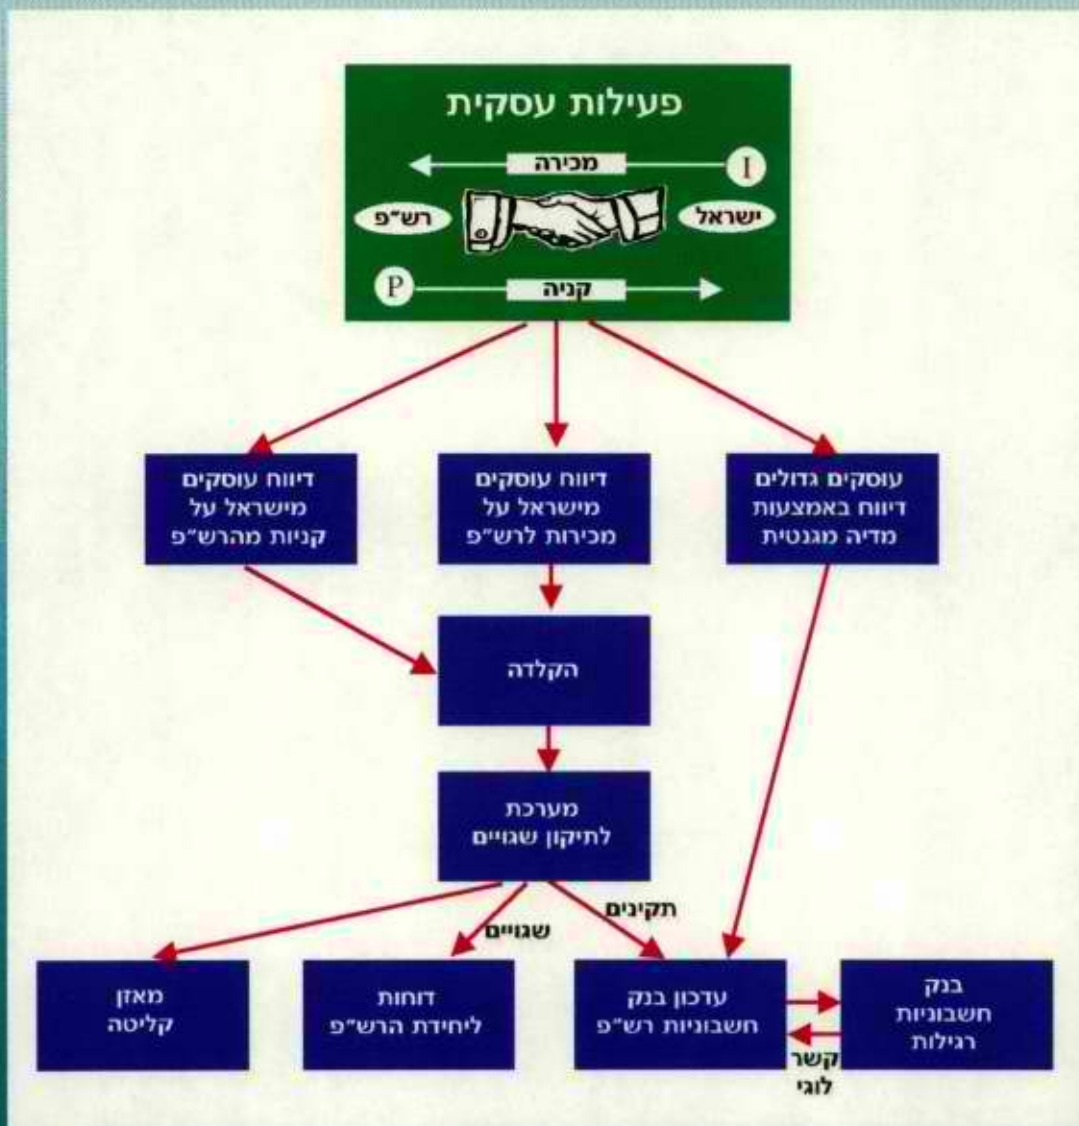 פעילות עסקית
מכירה
I
ישראל
רש"פ
P
קניה
עוסקים גדולים
דיווח באמצעות
מדיה מגנטית
דיווח עוסקים
מישראל על
מכירות לרש"פ
דיווח עוסקים
מישראל על
קניות מהרש"פ
הקלדה
מערכת
לתיקון שגויים
תקינים
שגויים
בנק
חשבוניות
רגילות
קשר
לוגי
עדכון בנק
חשבוניות רש"פ
דוחות
ליחידת הרש"פ
מאזן
קליטה